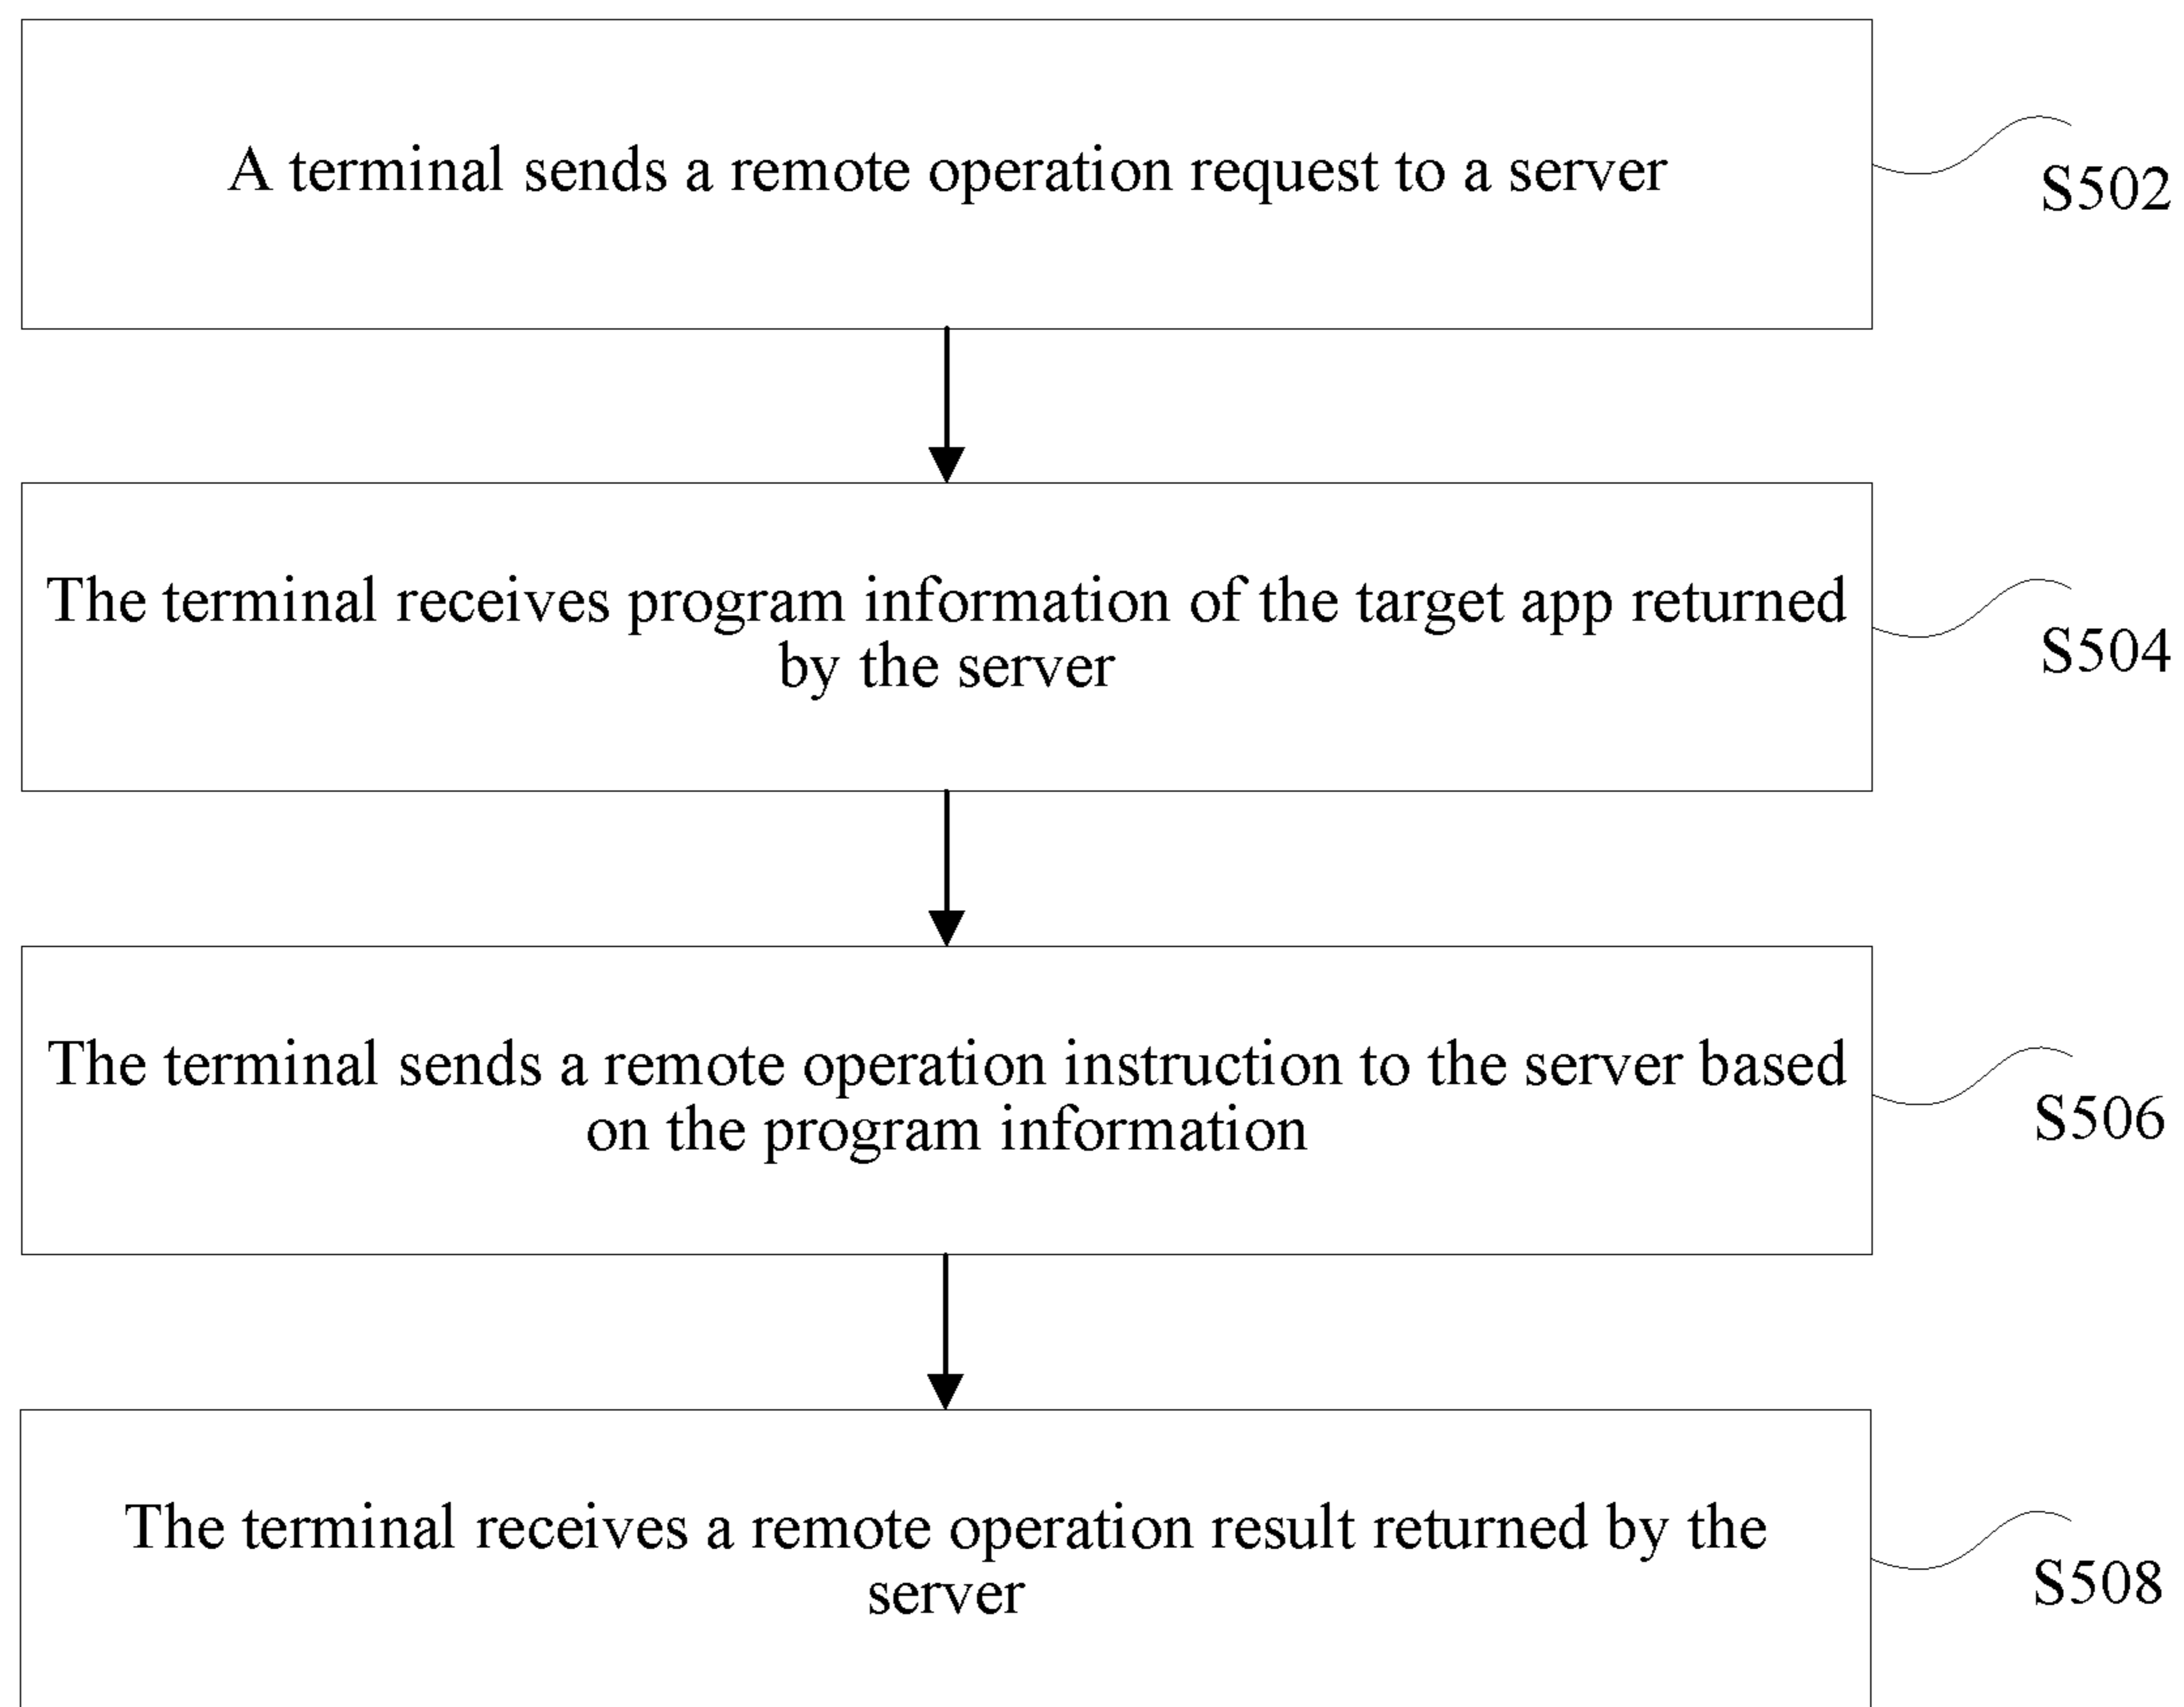 A terminal sends a remote operation request to a server
S502
The terminal receives program information of the target app returned
by the server
S504
The terminal sends a remote operation instruction to the server based
on the program information
S506
The terminal receives a remote operation result returned by the
server
S508